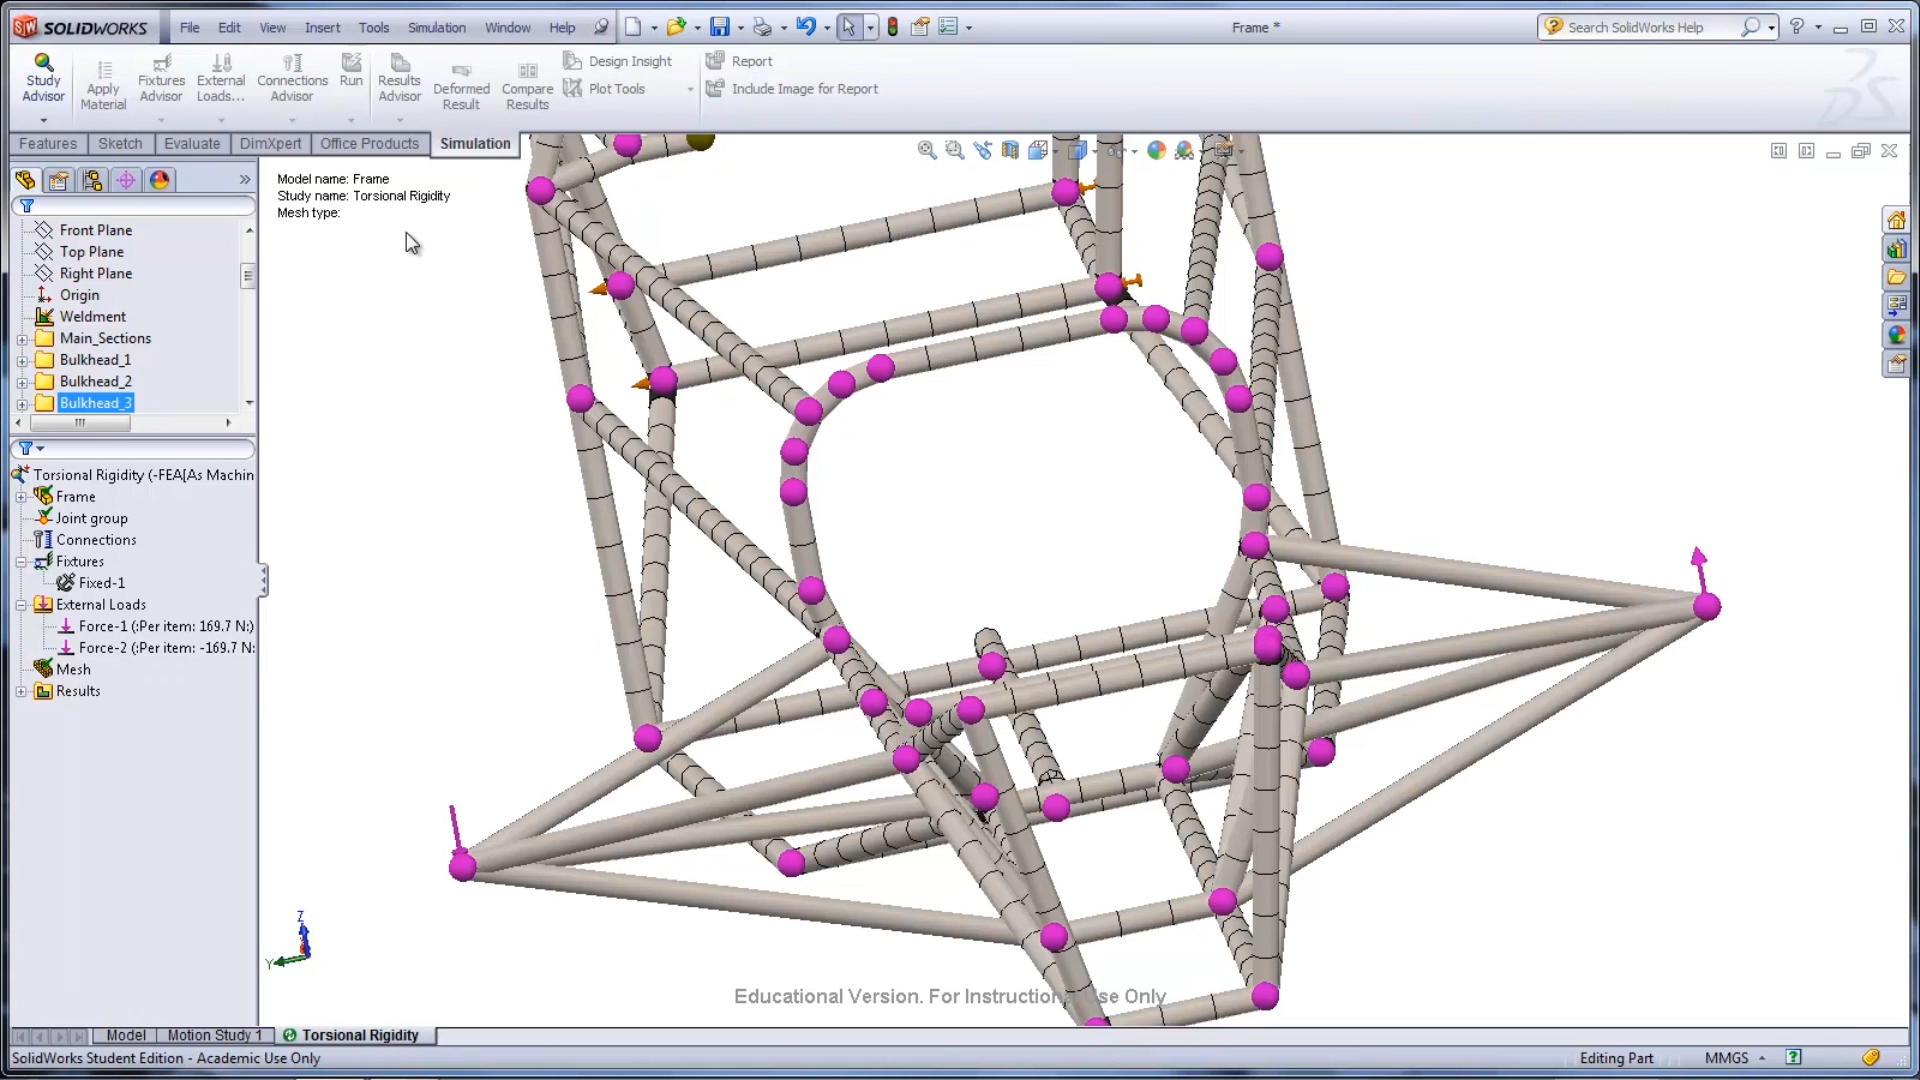 SOLIDWORKS File Edit View Insert Tools Simulation Window Help Frame * Search SolidWorks Help
Study Advisor
Apply Material
Fixtures Advisor
External Loads...
Connections Advisor
Run
Results Advisor
Deformed Result
Compare Results
Design Insight
Plot Tools
Report
Include Image for Report
Features Sketch Evaluate DimXpert Office Products Simulation
Model name: Frame
Study name: Torsional Rigidity
Mesh type:
Front Plane
Top Plane
Right Plane
Origin
Weldment
Main_Sections
Bulkhead_1
Bulkhead_2
Bulkhead_3
Torsional Rigidity (-FEA[As Machin
Frame
Joint group
Connections
Fixtures
Fixed-1
External Loads
Force-1 (:Per item: 169.7 N:)
Force-2 (:Per item: -169.7 N:
Mesh
Results
Z
Y
Educational Version. For Instructional Use Only
Model Motion Study 1 Torsional Rigidity
SolidWorks Student Edition - Academic Use Only Editing Part MMGS